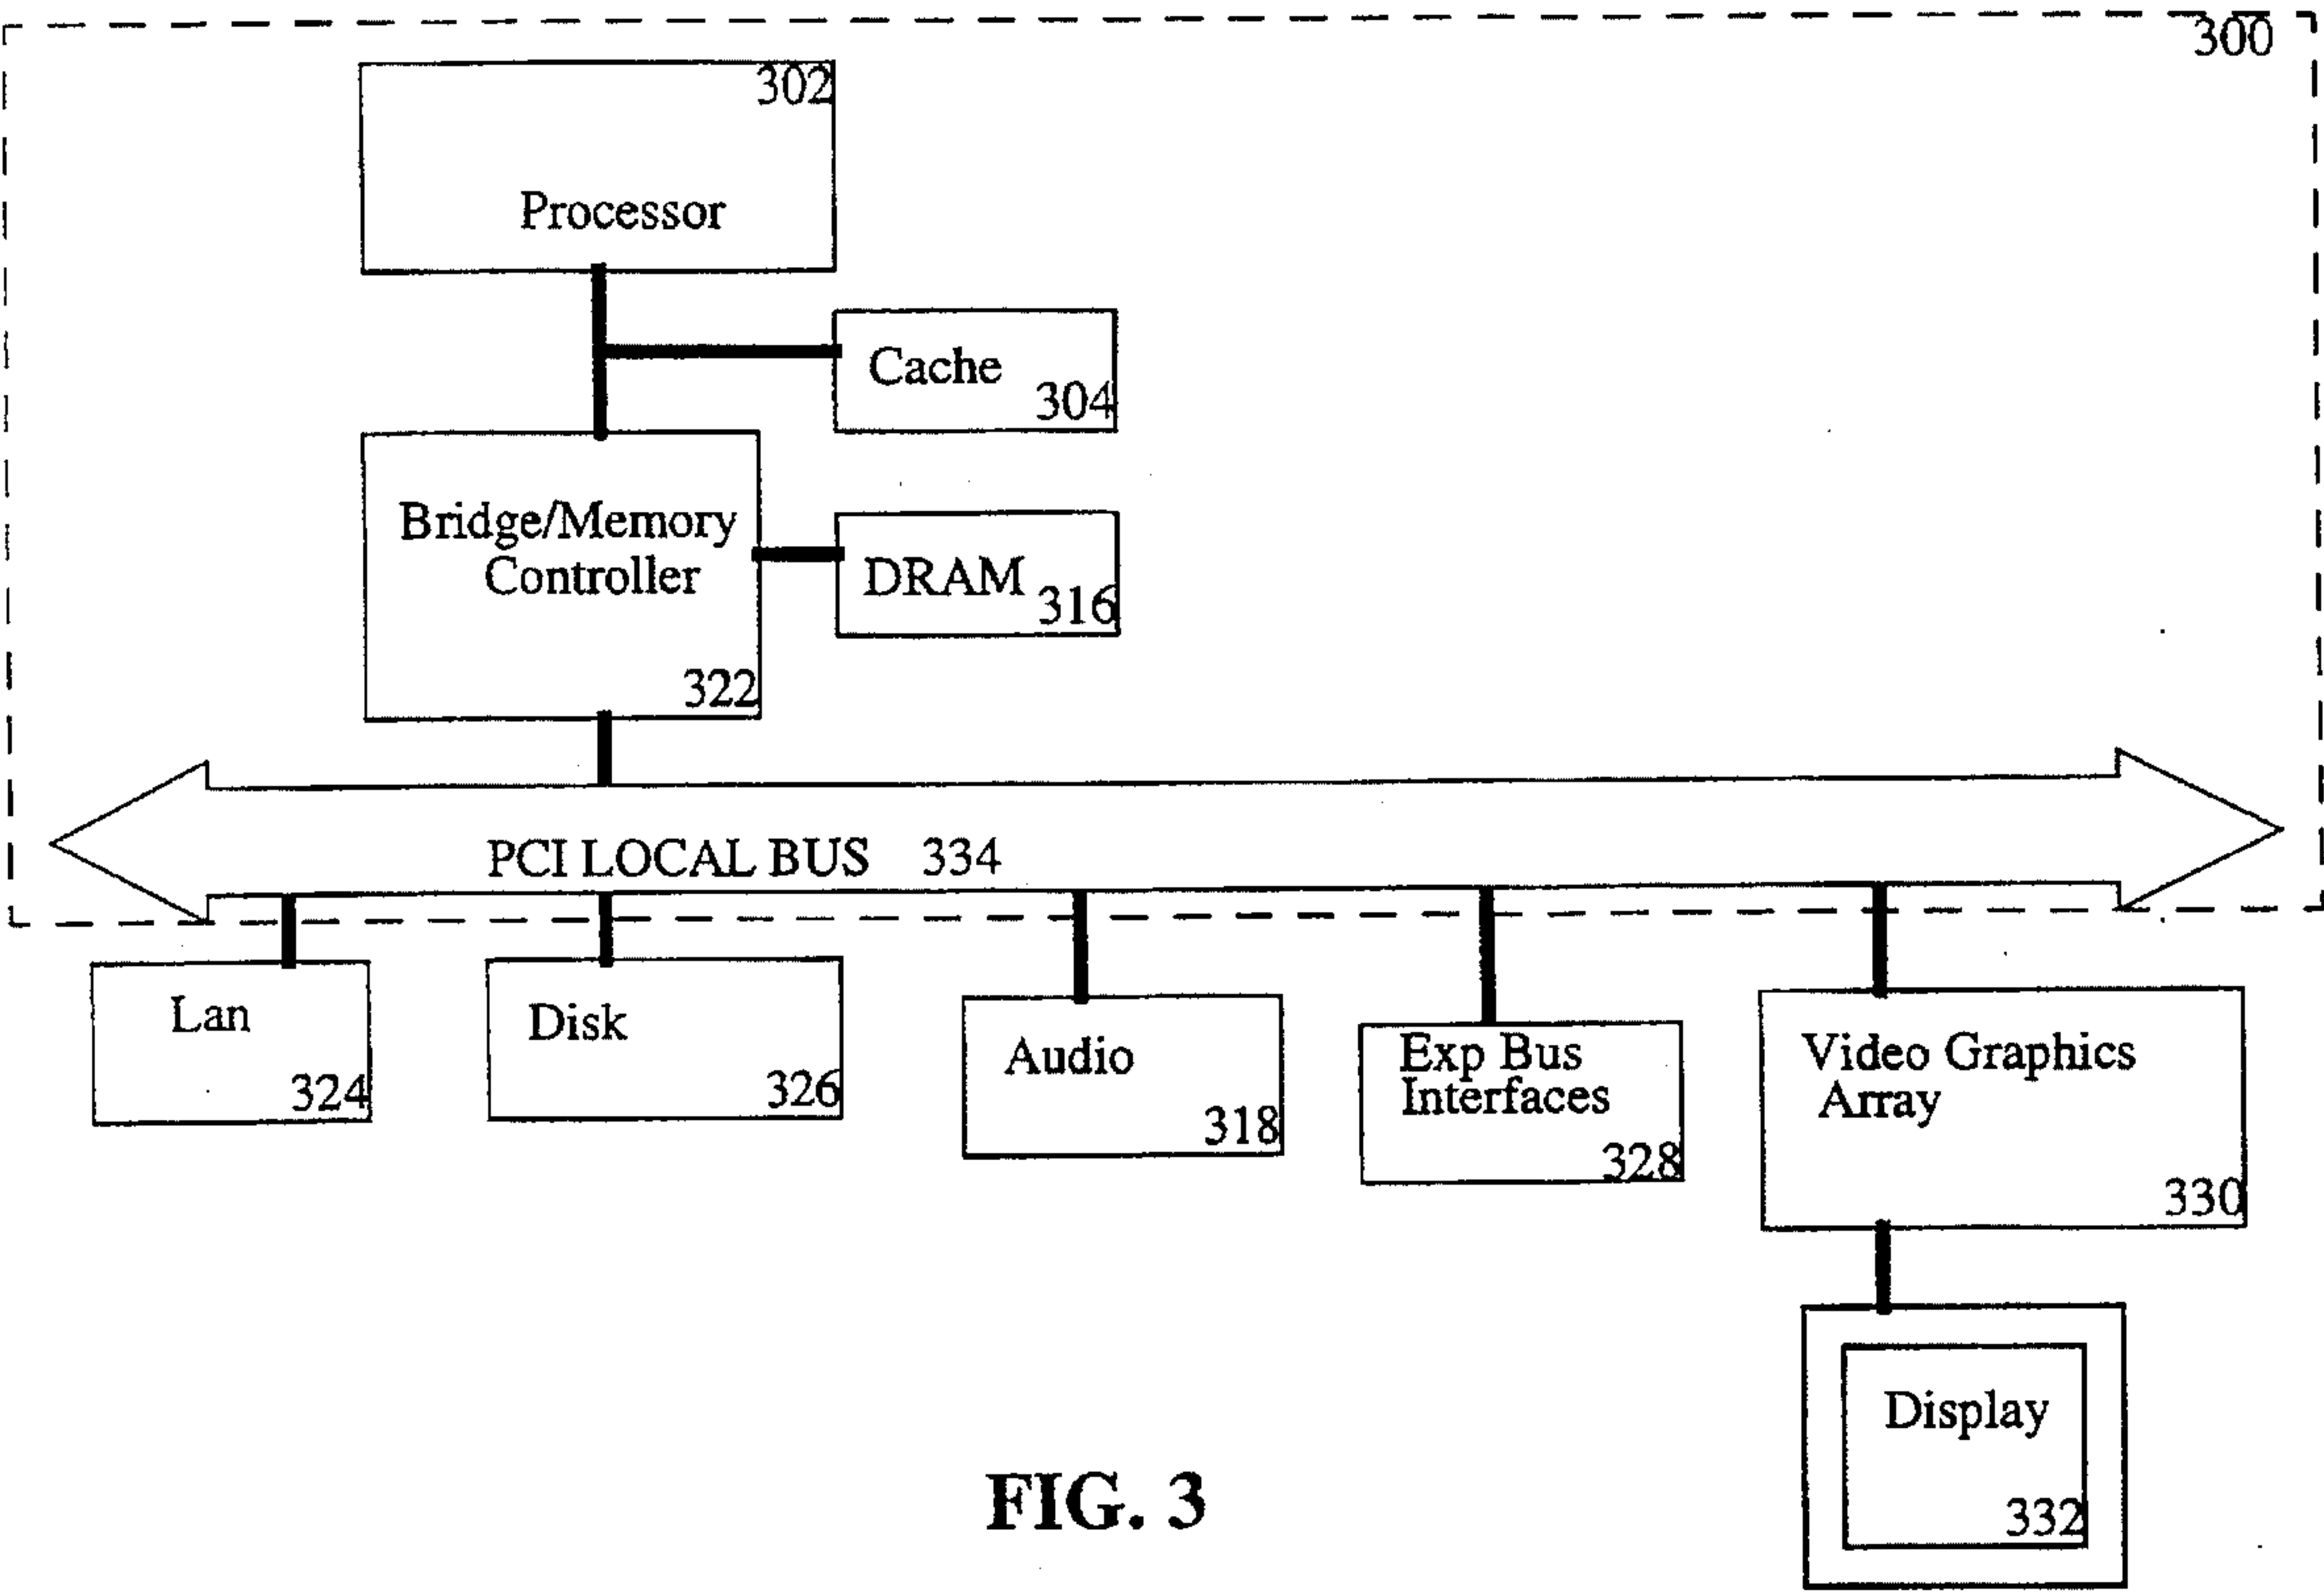 300
302
Processor
Cache
304
Bridge/Memory
Controller
322
DRAM
316
PCI LOCAL BUS 334
Lan
324
Disk
326
Audio
318
Exp Bus
Interfaces
328
Video Graphics
Array
330
Display
332
FIG. 3